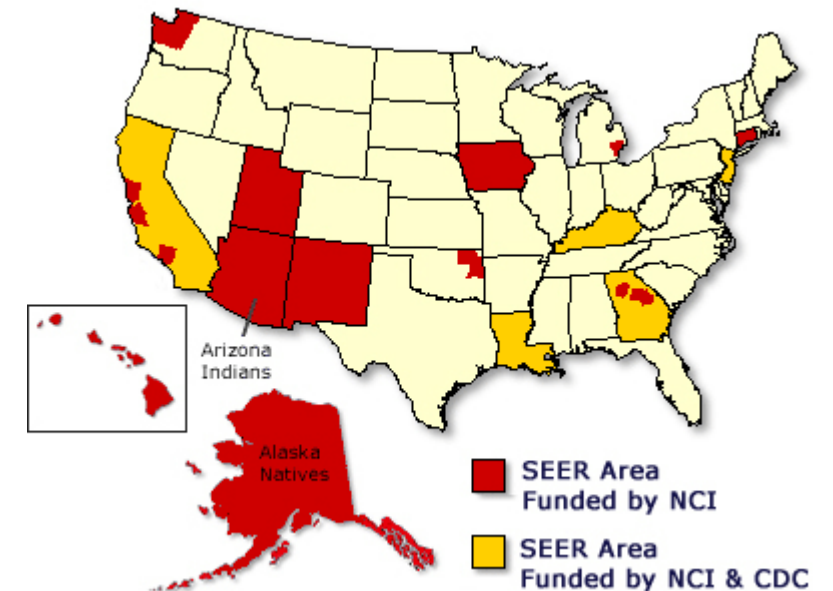 Arizona
Indians
Alaska
Natives
SEER Area
Funded by NCI
SEER Area
Funded by NCI & CDC